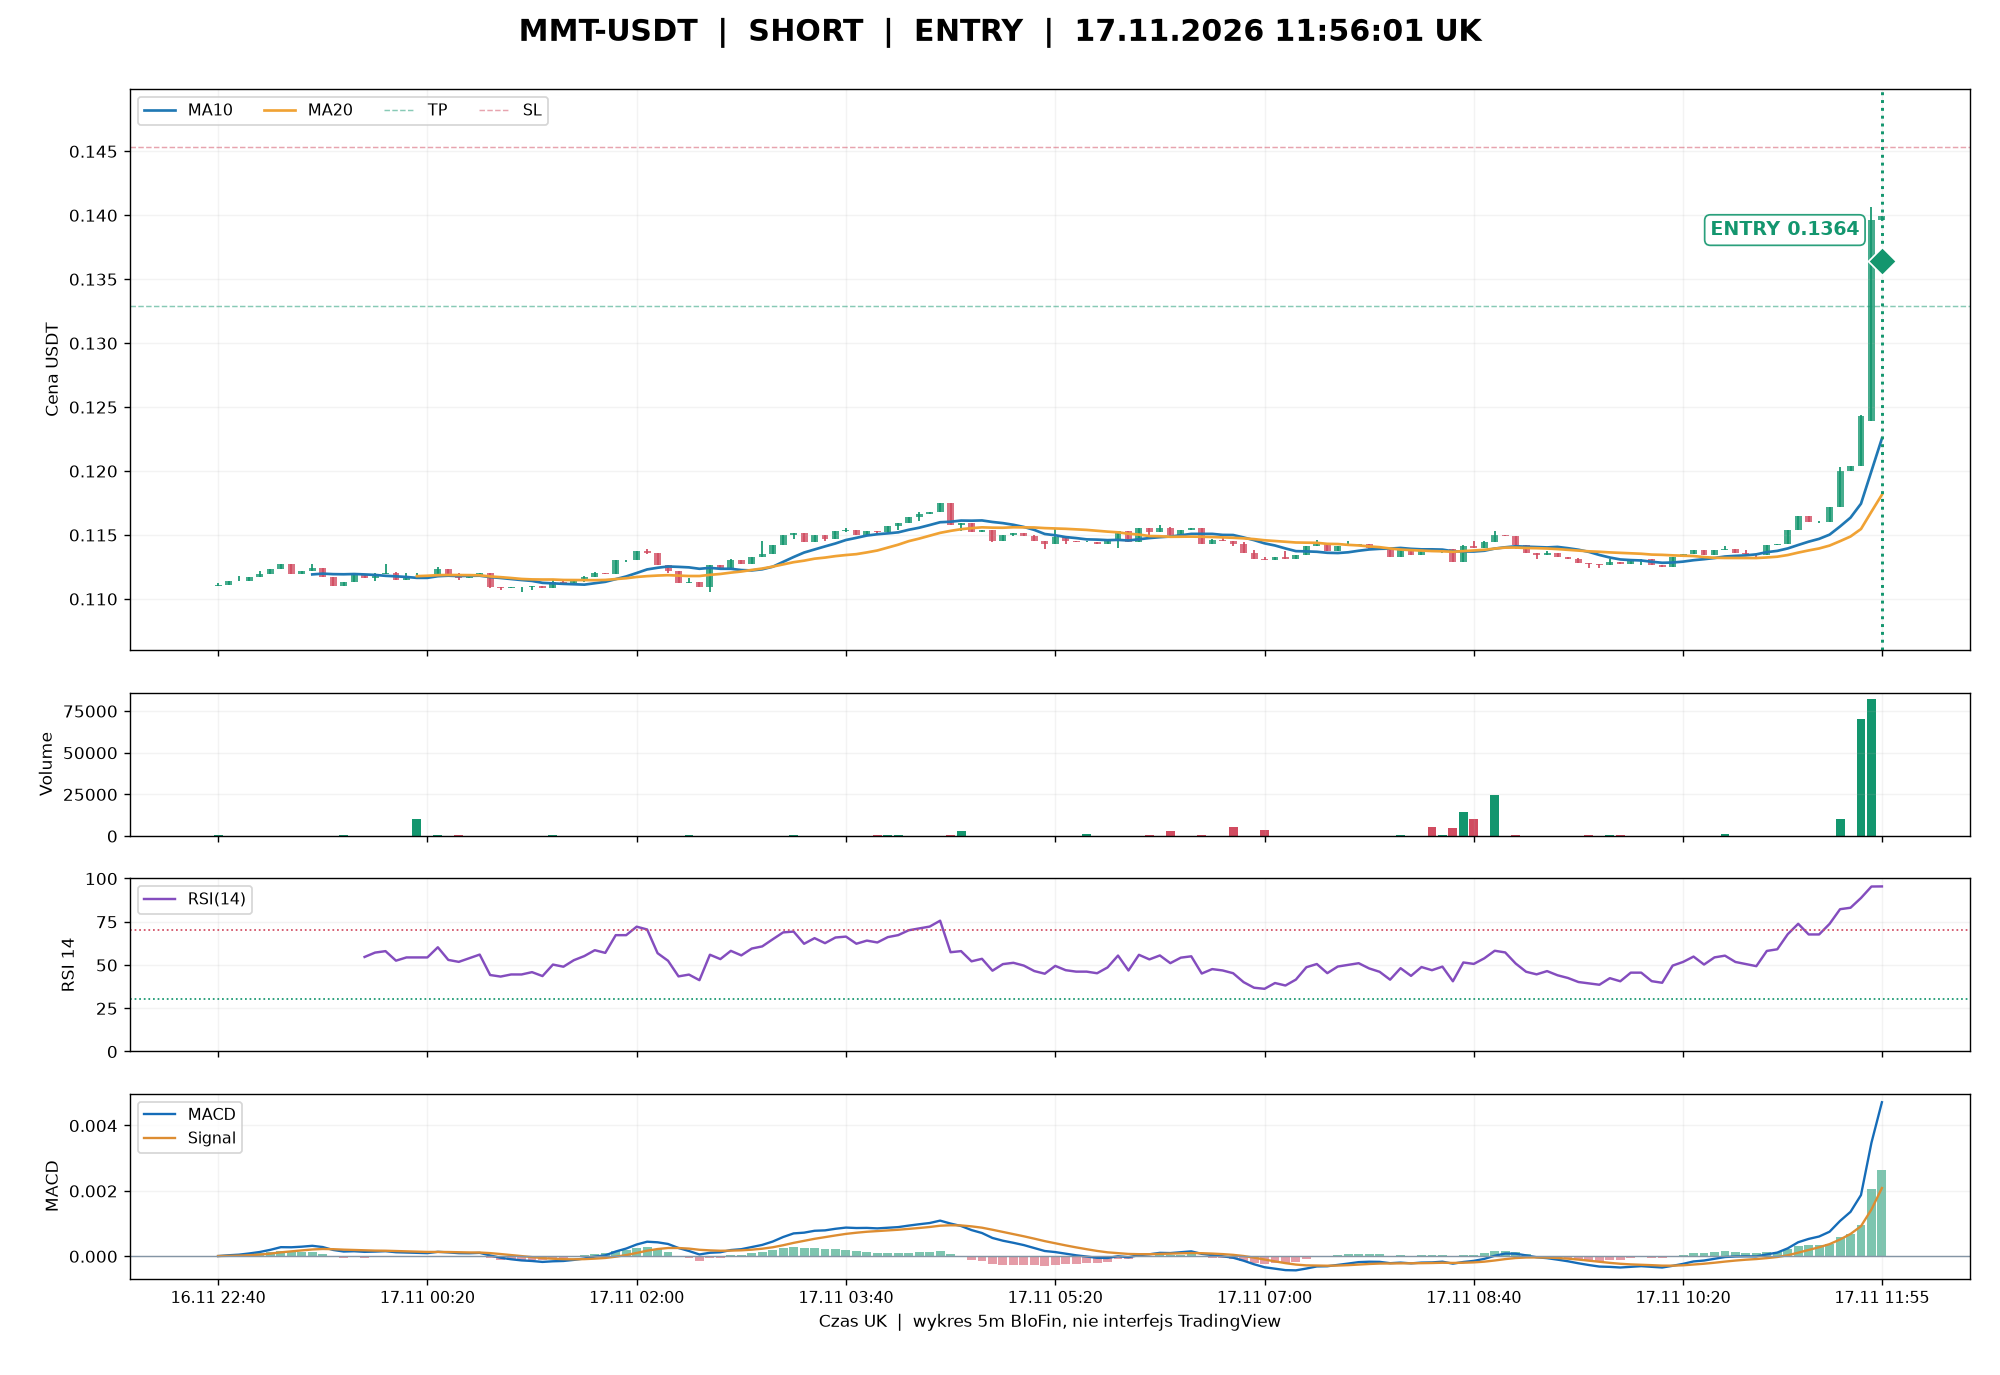 MMT-USDT | SHORT | ENTRY | 17.11.2026 11:56:01 UK
MA10 MA20 TP SL
0.145
0.140
0.135
0.130
0.125
0.120
0.115
0.110
Cena USDT
ENTRY 0.1364
75000
50000
25000
0
Volume
RSI(14)
100
75
50
25
0
RSI 14
MACD
Signal
0.004
0.002
0.000
MACD
16.11 22:40 17.11 00:20 17.11 02:00 17.11 03:40 17.11 05:20 17.11 07:00 17.11 08:40 17.11 10:20 17.11 11:55
Czas UK | wykres 5m BloFin, nie interfejs TradingView